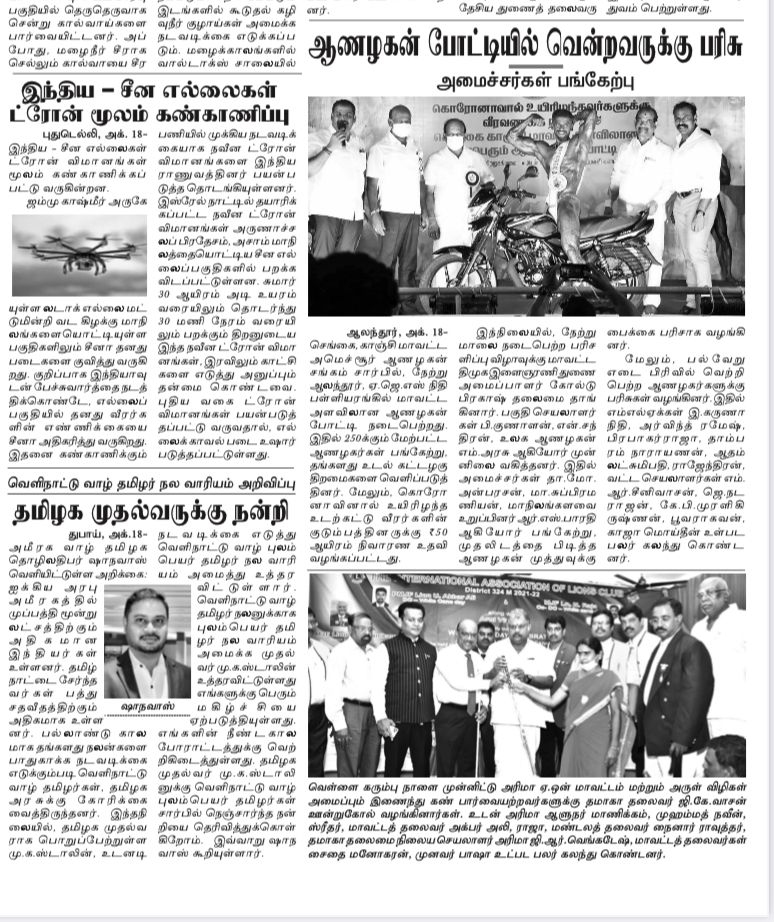 பகுதியில் தெருதெருவாக
சென்று கால்வாய்களை
பார்வையிட்டனர். அப்
போது, மழைநீர் சீராக
செல்லும் கால்வாயை சீர
இடங்களில் கூடுதல் கழி
வுநீர் குழாய்கள் அமைக்க
நடவடிக்கை எடுக்கப்ப
டும். மழைக்காலங்களில்
வால்டாக்ஸ் சாலையில்
னர்.
தேசிய துணைத் தலைவரு
துவம் பெற்றுள்ளது.
இந்திய – சீன எல்லைகள்
ட்ரோன் மூலம் கண்காணிப்பு
புதுடெல்லி, அக். 18-
இந்திய - சீன எல்லைகள்
ட்ரோன் விமானங்கள்
மூலம் கண்காணிக்கப்
பட்டு வருகின்றன.
ஜம்மு காஷ்மீர் அருகே
யுள்ள லடாக் எல்லை மட்
டுமின்றி வட கிழக்கு மாநி
லங்களை யொட்டியுள்ள
பகுதிகளிலும் சீனா தனது
படைகளை குவித்து வருகி
றது. குறிப்பாக இந்தியாவு
டன் பேச்சுவார்த்தை நடத்
திக்கொண்டே, எல்லைப்
பகுதியில் தனது வீரர்க
ளின் எண்ணிக்கையை
சீனா அதிகரித்து வருகிறது.
இதனை கண்காணிக்கும்
பணியில் முக்கிய நடவடிக்
கையாக நவீன ட்ரோன்
விமானங்களை இந்திய
ராணுவத்தினர் பயன்ப
டுத்த தொடங்கியுள்ளனர்.
இஸ்ரேல் நாட்டில் தயாரிக்
கப்பட்ட நவீன ட்ரோன்
விமானங்கள் அருணாச்ச
லப் பிரதேசம், அசாம் மாநி
லத்தையொட்டிய சீன எல்
லைப்பகுதிகளில் பறக்க
விடப்பட்டுள்ளன. சுமார்
30 ஆயிரம் அடி உயரம்
வரையிலும் தொடர்ந்து
30 மணி நேரம் வரையி
லும் பறக்கும் திறனுடைய
இந்த நவீன ட்ரோன் விமா
னங்கள், இரவிலும் காட்சி
களை எடுத்து அனுப்பும்
தன்மை கொண்டவை.
புதிய வகை ட்ரோன்
விமானங்கள் பயன்படுத்
தப்பட்டு வருவதால், எல்
லைக்காவல் படை உஷார்
படுத்தப்பட்டுள்ளது.
வெளிநாட்டு வாழ் தமிழர் நல வாரியம் அறிவிப்பு
தமிழக முதல்வருக்கு நன்றி
துபாய், அக்.18-
அமீரக வாழ் தமிழக
தொழிலதிபர் ஷாநவாஸ்
வெளியிட்டுள்ள அறிக்கை:
ஐக்கிய அரபு
அமீரகத்தில்
முப்பத்தி மூன்று
லட்சத்திற்கும்
அதிகமான
இந்தியர்கள்
உள்ளனர். தமிழ்
நாட்டை சேர்ந்த
வர்கள் பத்து
சதவீதத்திற்கும்
அதிகமாக உள்ள
னர். பல்லாண்டு கால
மாக தங்களது நலன்களை
பாதுகாக்க நடவடிக்கை
எடுக்கும்படி வெளிநாட்டு
வாழ் தமிழர்கள், தமிழக
அரசுக்கு கோரிக்கை
வைத்திருந்தனர். இந்தநி
லையில், தமிழக முதல்வ
ராக பொறுப்பேற்றுள்ள
மு.க.ஸ்டாலின், உடனடி
ஷாநவாஸ்
நடவடிக்கை எடுத்து
வெளிநாட்டு வாழ் புலம்
பெயர் தமிழர் நல வாரி
யம் அமைத்து உத்தர
விட்டுள்ளார்.
வெளிநாட்டு வாழ்
தமிழர் நலனுக்காக
புலம் பெயர் தமி
ழர் நல வாரியம்
அமைக்க முதல்
வர் மு.க.ஸ்டாலின்
உத்தரவிட்டுள்ளது
எங்களுக்கு பெரும்
மகிழ்ச்சியை
ஏற்படுத்தியுள்ளது.
எங்களின் நீண்டகால
போராட்டத்துக்கு வெற்
றி கிடைத்துள்ளது. தமிழக
முதல்வர் மு.க.ஸ்டாலி
னுக்கு வெளிநாட்டு வாழ்
புலம்பெயர் தமிழர்கள்
சார்பில் நெஞ்சார்ந்த நன்
றியை தெரிவித்துக்கொள்
கிறோம். இவ்வாறு ஷாந
வாஸ் கூறியுள்ளார்.
ஆணழகன் போட்டியில் வென்றவருக்கு பரிசு
அமைச்சர்கள் பங்கேற்பு
கொரோனாவால் உயிரிழந்தவர்களுக்கு
ஆலந்தூர், அக். 18-
செங்கை, காஞ்சி மாவட்ட
அமெச்சூர் ஆணழகன்
சங்கம் சார்பில், நேற்று
ஆலந்தூர், ஏ.ஜெ.எஸ் நிதி
பள்ளியரங்கில் மாவட்ட
அளவிலான ஆணழகன்
போட்டி நடைபெற்றது.
இதில் 250க்கும் மேற்பட்ட
ஆணழகர்கள் பங்கேற்று,
தங்களது உடல் கட்டழகு
திறமைகளை வெளிப்படுத்
தினர். மேலும், கொரோ
னாவினால் உயிரிழந்த
உடற்கட்டு வீரர்களின்
குடும்பத்தினருக்கு ₹50
ஆயிரம் நிவாரண உதவி
வழங்கப்பட்டது.
இந்நிலையில், நேற்று
மாலை நடைபெற்ற பரிச
ளிப்பு விழாவுக்கு மாவட்ட
திமுக இளைஞரணி துணை
அமைப்பாளர் கோல்டு
பிரகாஷ் தலைமை தாங்
கினார். பகுதி செயலாளர்
கள் பி.குணாளன், என்.சந்
திரன், உலக ஆணழகன்
எம்.அரசு ஆகியோர் முன்
னிலை வகித்தனர். இதில்
அமைச்சர்கள் தா.மோ.
அன்பரசன், மா.சுப்பிரம
ணியன், மாநிலங்களவை
உறுப்பினர் ஆர்.எஸ்.பாரதி
ஆகியோர் பங்கேற்று,
முதலிடத்தை பிடித்த
ஆணழகன் முத்துவுக்கு
பைக்கை பரிசாக வழங்கி
னர்.
மேலும், பல்வேறு
எடை பிரிவில் வெற்றி
பெற்ற ஆணழகர்களுக்கு
பரிசுகள் வழங்கினர். இதில்
எம்எல்ஏக்கள் இ.கருணா
நிதி, அர்விந்த் ரமேஷ்,
பிரபாகர்ராஜா, தாம்ப
ரம் நாராயணன், ஆதம்
லட்சுமிபதி, ராஜேந்திரன்,
வட்ட செயலாளர்கள் எம்.
ஆர்.சீனிவாசன், ஜெ.நட
ராஜன், கே.பி.முரளிகி
ருஷ்ணன், பூவராகவன்,
காஜா மொய்தீன் உள்பட
பலர் கலந்து கொண்ட
னர்.
INTERNATIONAL ASSOCIATION OF LIONS CLUB
District 324 M 2021-22
வெள்ளை கரும்பு நாளை முன்னிட்டு அரிமா ஏ.ஒன் மாவட்டம் மற்றும் அருள் விழிகள்
அமைப்பும் இணைந்து கண் பார்வையற்றவர்களுக்கு தமாகா தலைவர் ஜி.கே.வாசன்
ஊன்றுகோல் வழங்கினார்கள். உடன் அரிமா ஆளுநர் மாணிக்கம், முஹம்மத் நவீன்,
ஸ்ரீதர், மாவட்டத் தலைவர் அக்பர் அலி, ராஜா, மண்டலத் தலைவர் நைனார் ராவுத்தர்,
தமாகா தலைமை நிலைய செயலாளர் அரிமா ஜி.ஆர்.வெங்கடேஷ், மாவட்டத் தலைவர்கள்
சைதை மனோகரன், முனவர் பாஷா உட்பட பலர் கலந்து கொண்டனர்.